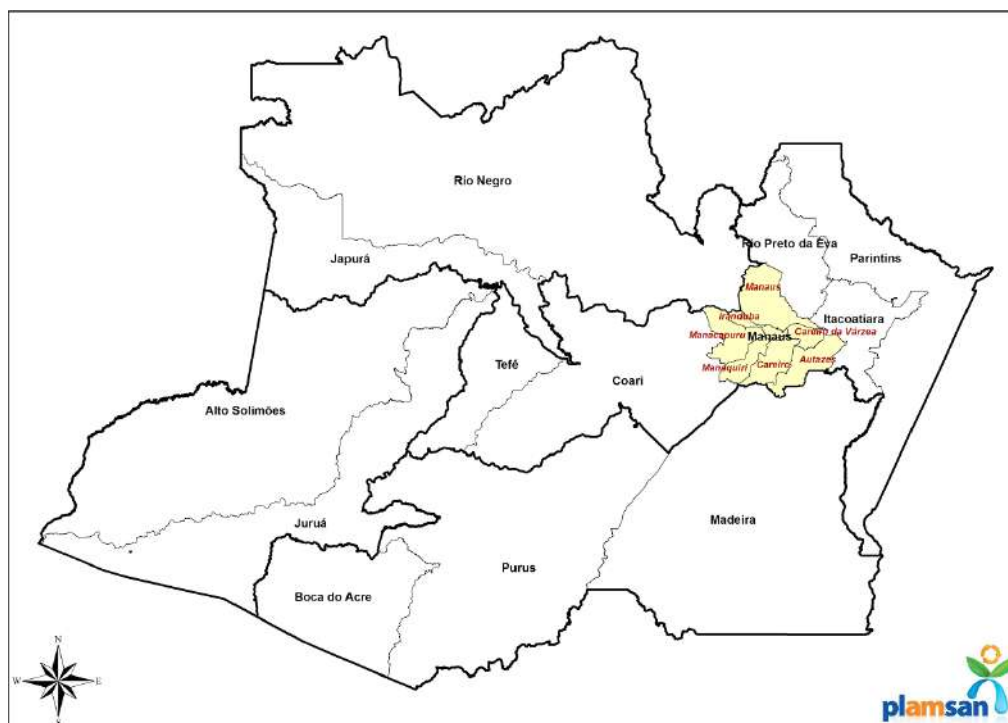 Rio Negro
Rio Preto da Eva
Parintins
Japurá
Manaus
Iranduba
Itacoatiara
Manacapuru
Manaus
Careiro da Várzea
Tefé
Manaquiri
Careiro
Autazes
Coari
Alto Solimões
Juruá
Madeira
Purus
Boca do Acre
N
W
E
S
plamsan